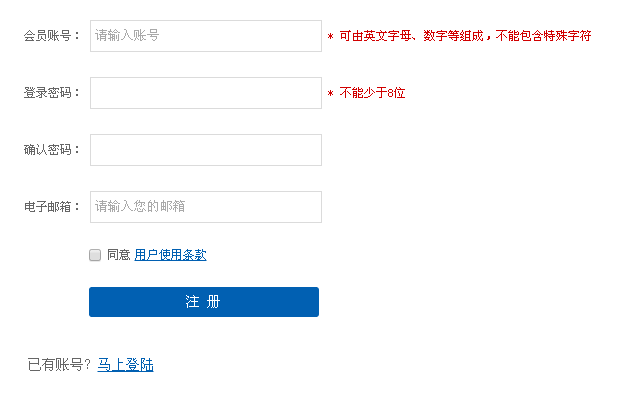 会员账号： 请输入账号 * 可由英文字母、数字等组成，不能包含特殊字符
登录密码： * 不能少于8位
确认密码：
电子邮箱： 请输入您的邮箱
同意 用户使用条款
注 册
已有账号？马上登陆